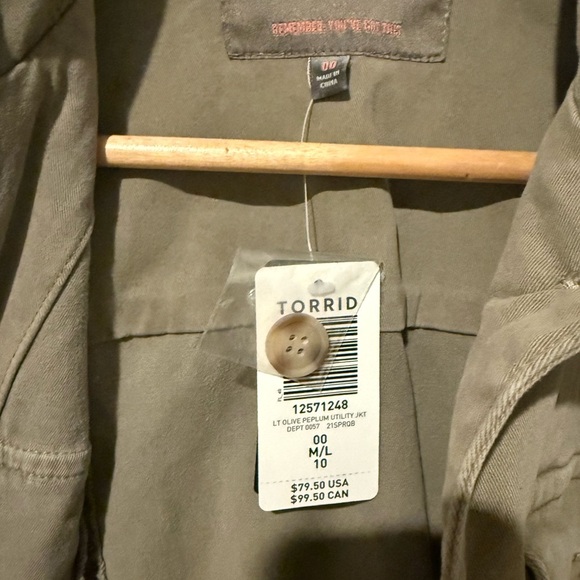 REMEMBER: YOU'VE GOT THIS
00
MADE IN
CHINA
TORRID
12571248
LT OLIVE PEPLUM UTILITY JKT
DEPT 0057 21SPRQB
00
M/L
10
$79.50 USA
$99.50 CAN